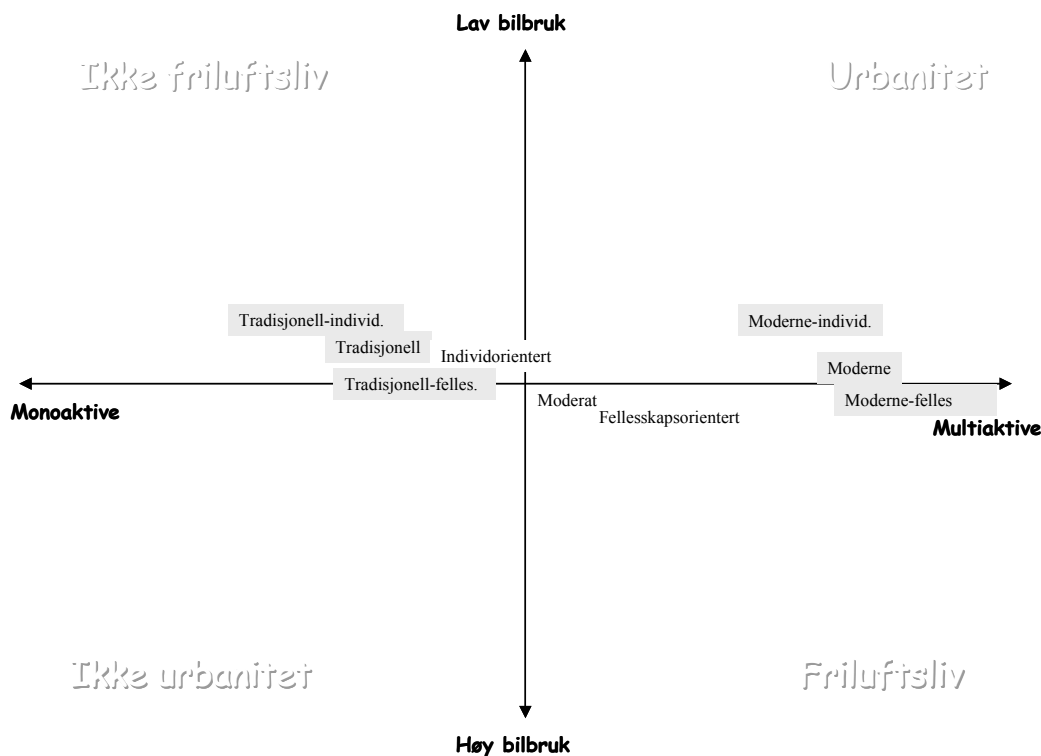 Lav bilbruk
Ikke friluftsliv
Urbanitet
Tradisjonell-individ.
Moderne-individ.
Tradisjonell
Individorientert
Moderne
Tradisjonell-felles.
Moderat
Moderne-felles
Monoaktive
Fellesskapsorientert
Multiaktive
Ikke urbanitet
Friluftsliv
Høy bilbruk